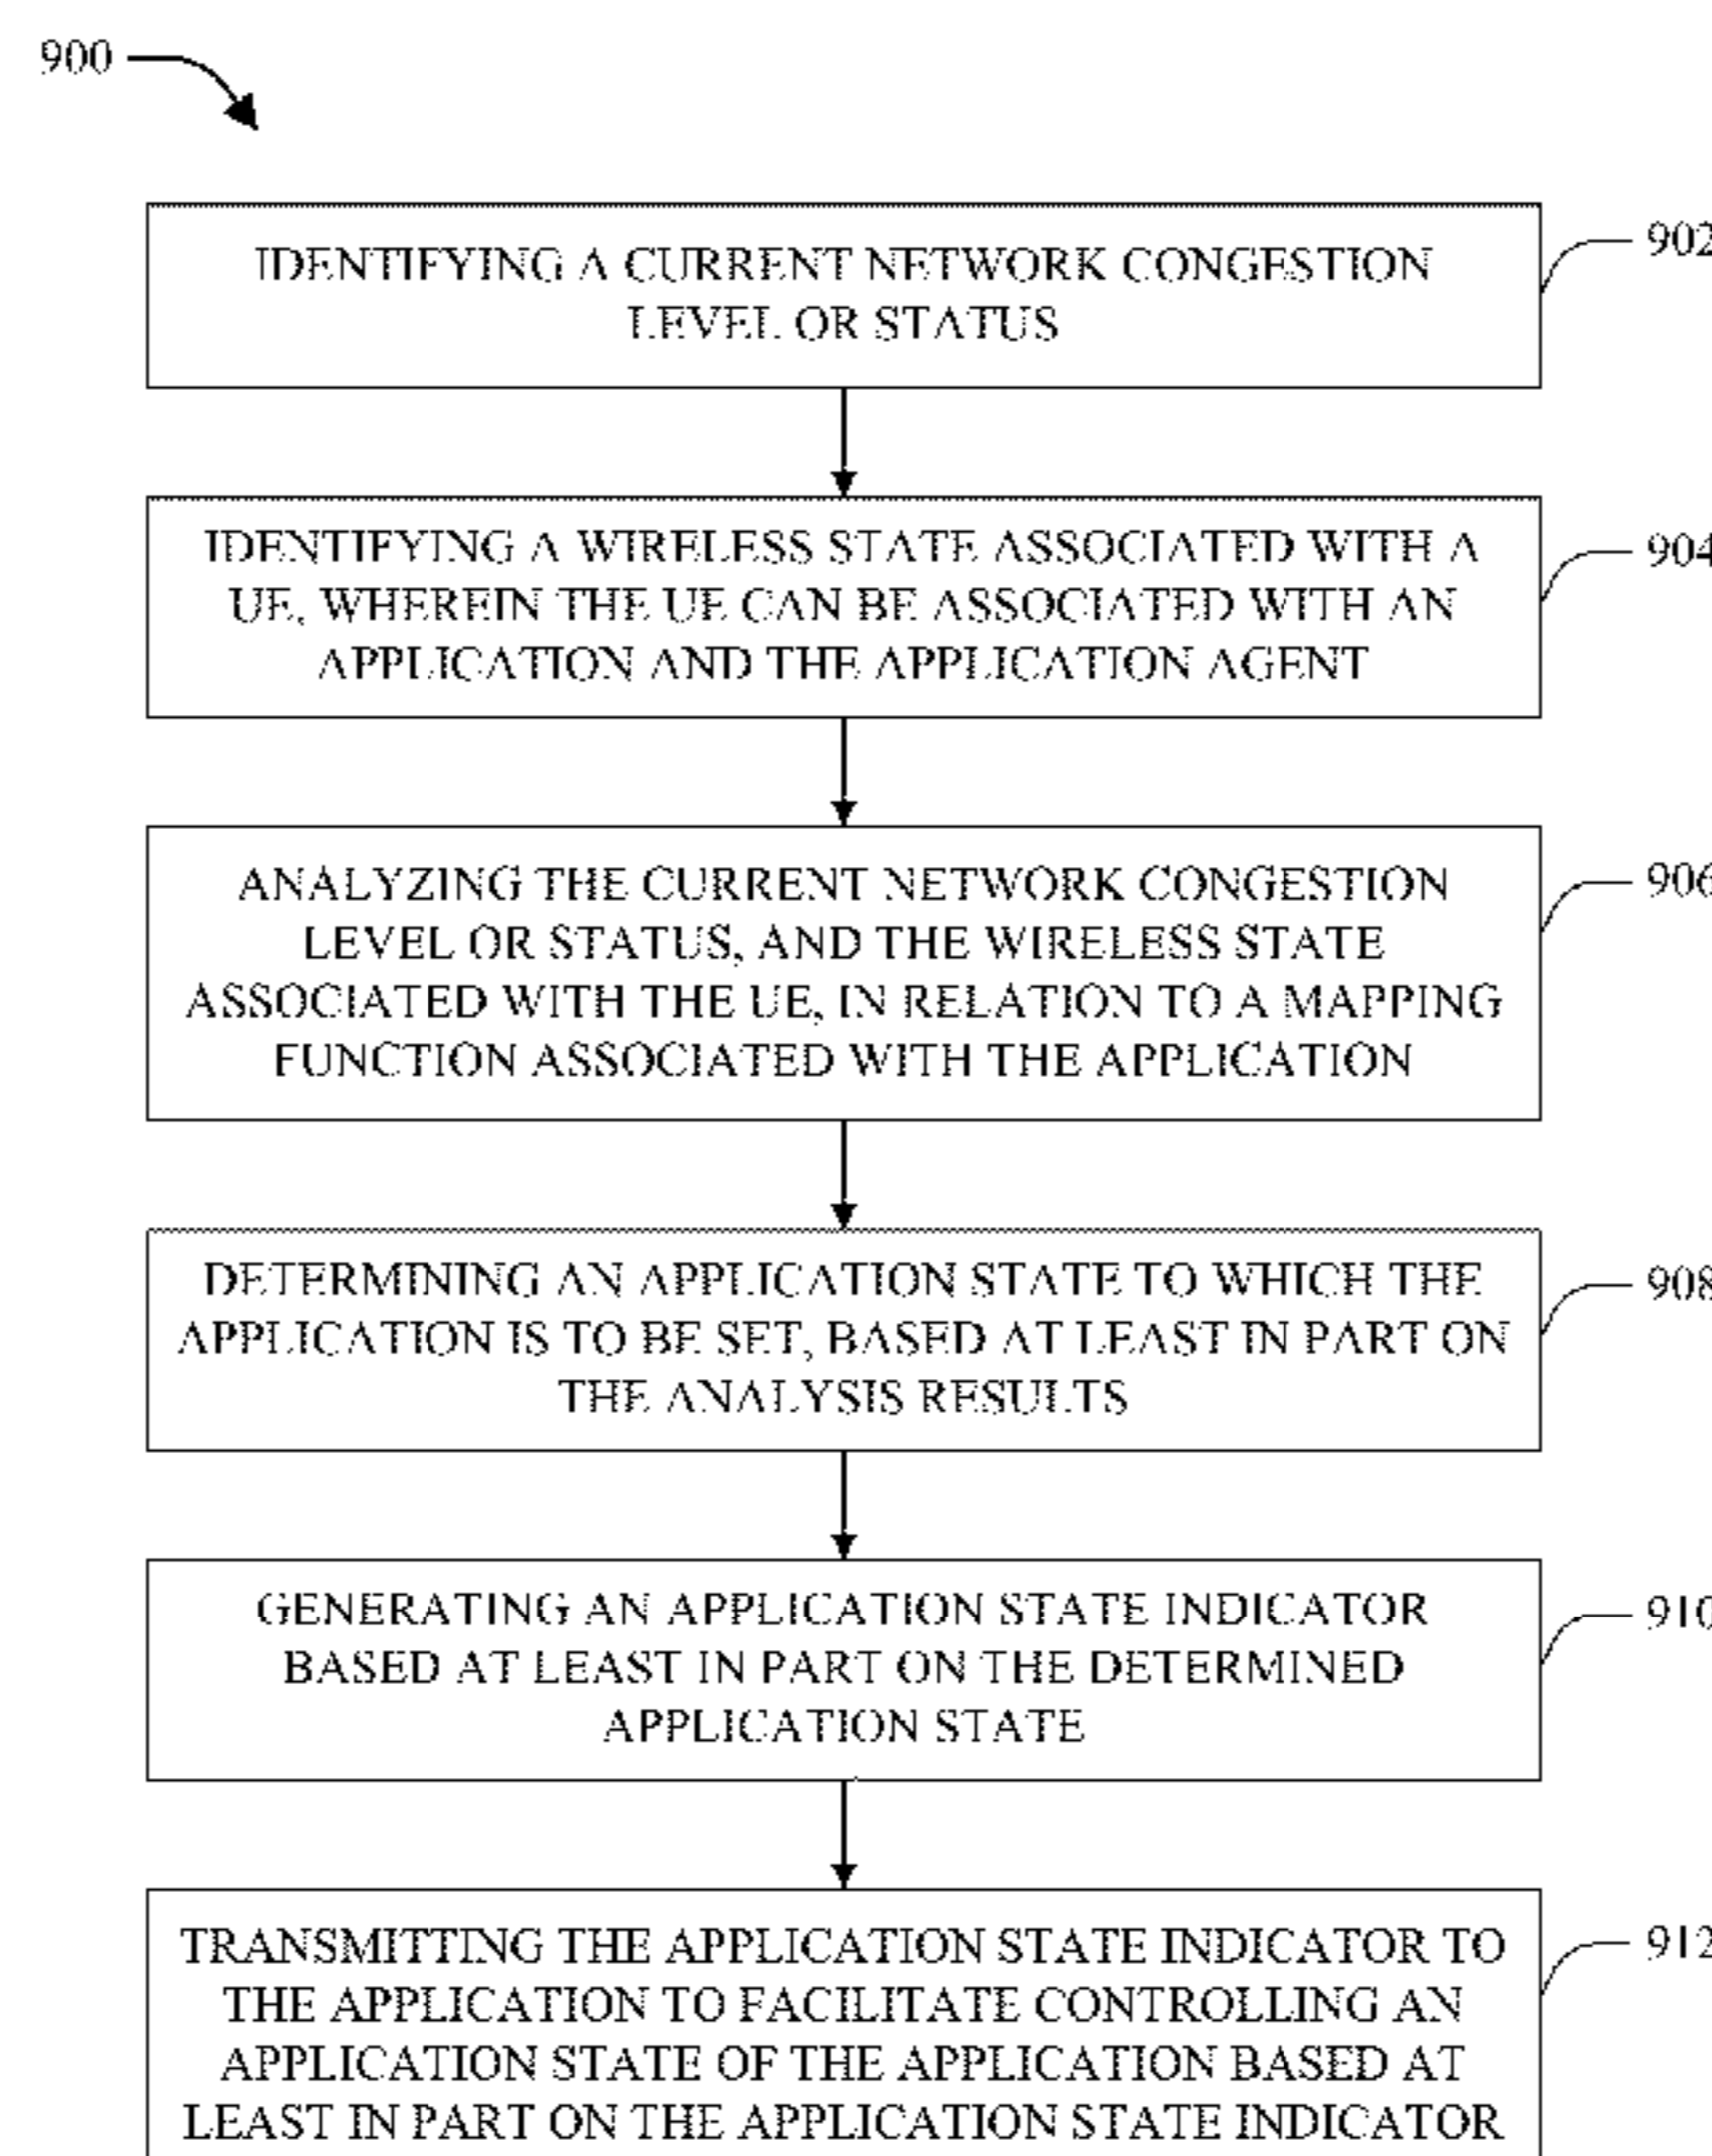 900
IDENTIFYING A CURRENT NETWORK CONGESTION
LEVEL OR STATUS
902
IDENTIFYING A WIRELESS STATE ASSOCIATED WITH A
UE, WHEREIN THE UE CAN BE ASSOCIATED WITH AN
APPLICATION AND THE APPLICATION AGENT
904
ANALYZING THE CURRENT NETWORK CONGESTION
LEVEL OR STATUS, AND THE WIRELESS STATE
ASSOCIATED WITH THE UE, IN RELATION TO A MAPPING
FUNCTION ASSOCIATED WITH THE APPLICATION
906
DETERMINING AN APPLICATION STATE TO WHICH THE
APPLICATION IS TO BE SET, BASED AT LEAST IN PART ON
THE ANALYSIS RESULTS
908
GENERATING AN APPLICATION STATE INDICATOR
BASED AT LEAST IN PART ON THE DETERMINED
APPLICATION STATE
910
TRANSMITTING THE APPLICATION STATE INDICATOR TO
THE APPLICATION TO FACILITATE CONTROLLING AN
APPLICATION STATE OF THE APPLICATION BASED AT
LEAST IN PART ON THE APPLICATION STATE INDICATOR
912